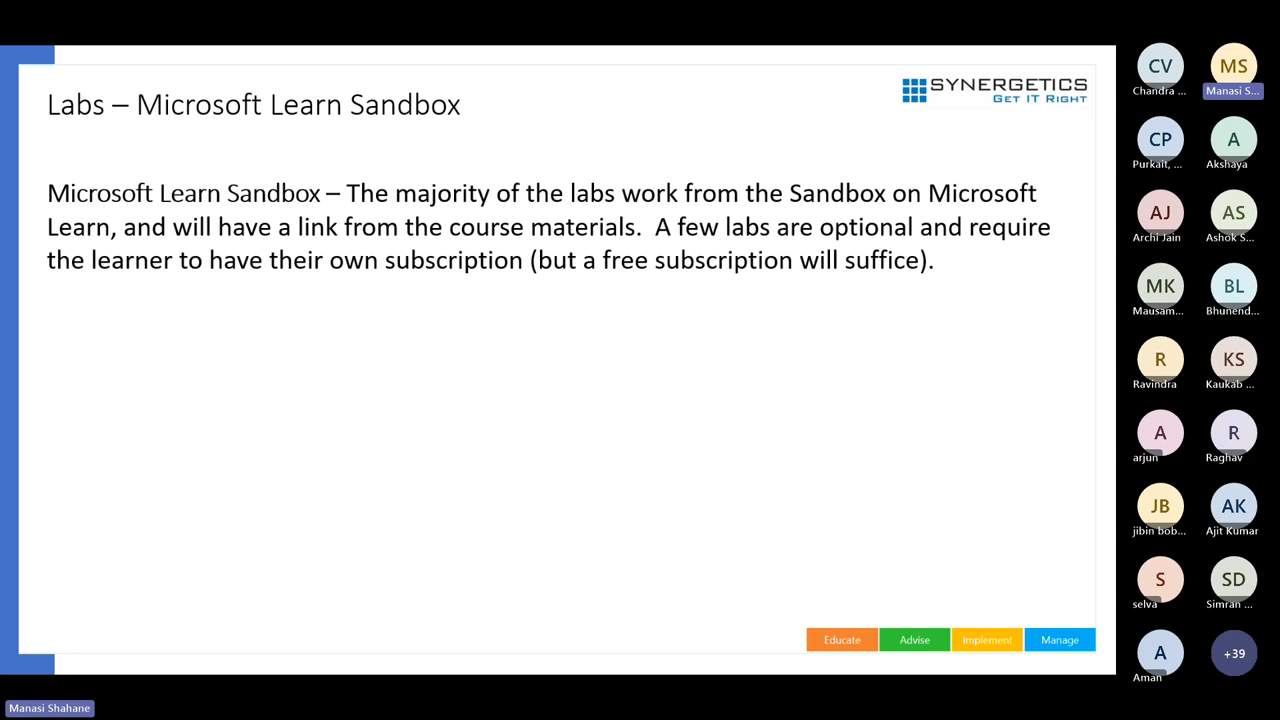 Labs – Microsoft Learn Sandbox
SYNERGETICS
GET IT RIGHT
Microsoft Learn Sandbox – The majority of the labs work from the Sandbox on Microsoft
Learn, and will have a link from the course materials.  A few labs are optional and require
the learner to have their own subscription (but a free subscription will suffice).
Educate
Advise
Implement
Manage
Manasi Shahane
CV
Chandra ...
MS
Manasi S...
CP
Purkait, ...
A
Akshaya
AJ
Archi Jain
AS
Ashok S...
MK
Mausam...
BL
Bhunend...
R
Ravindra
KS
Kaukab ...
A
arjun
R
Raghav
JB
jibin bob...
AK
Ajit Kumar
S
selva
SD
Simran ...
A
Aman
+39